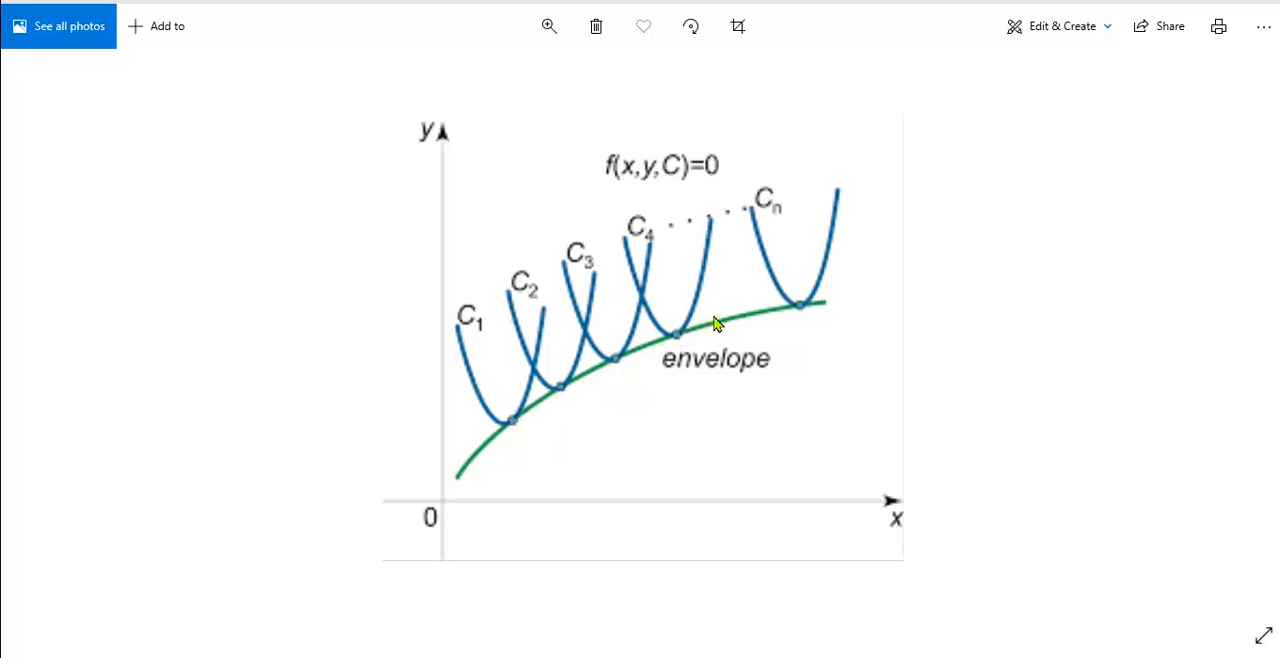 See all photos
Add to
Edit & Create
Share
y
f(x,y,C)=0
C₁
C₂
C₃
C₄
Cₙ
envelope
0
x